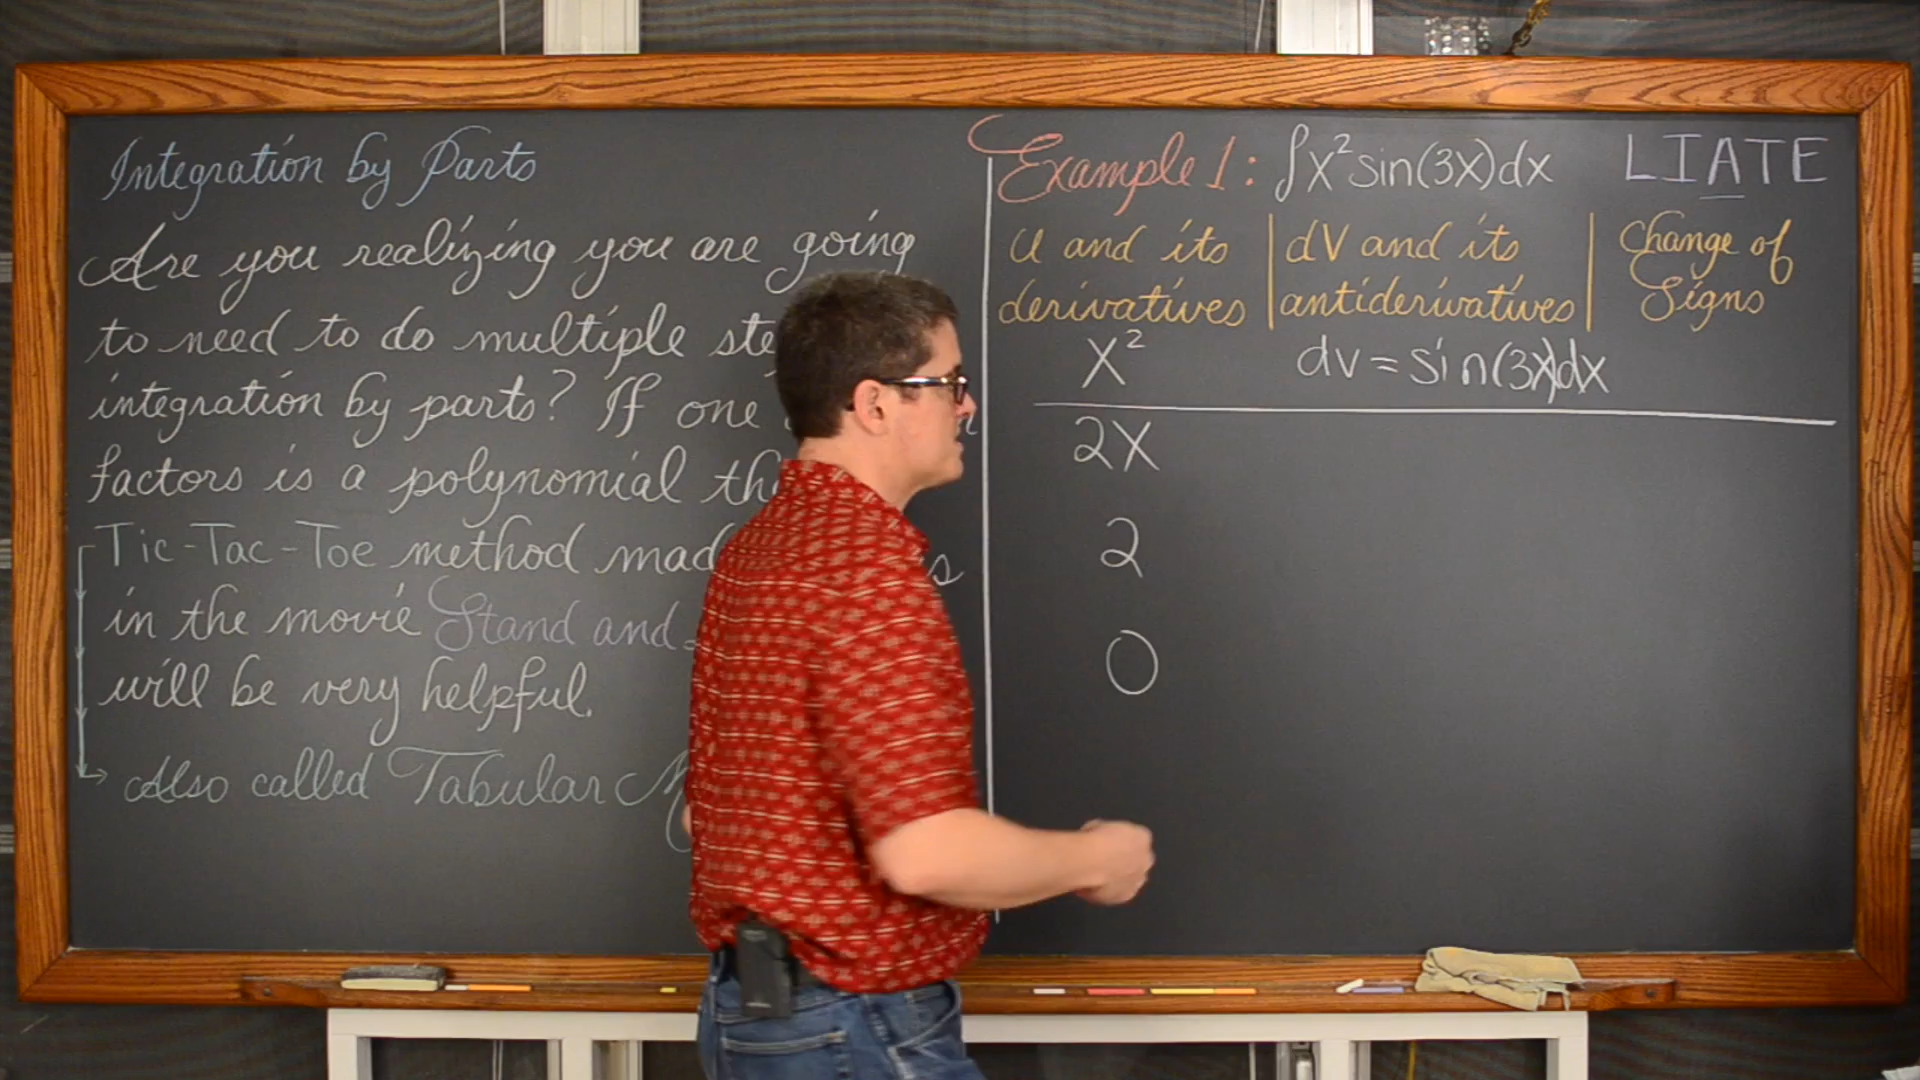 Integration by Parts
Are you realizing you are going
to need to do multiple
integration by parts? If one
factors is a polynomial
Tic-Tac-Toe method
in the movie Stand and
will be very helpful.
Also called Tabular
Example 1: ∫x²sin(3x)dx
LIATE
u and its
derivatives
dv and its
antiderivatives
Change of
Signs
x²
dv = sin(3x)dx
2x
2
0